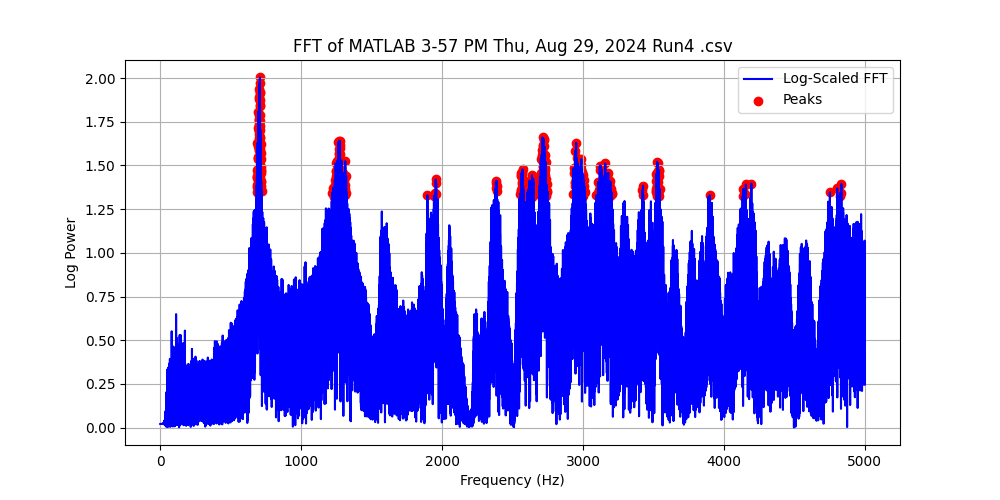 FFT of MATLAB 3-57 PM Thu, Aug 29, 2024 Run4 .csv
Log-Scaled FFT
Peaks
2.00
1.75
1.50
1.25
1.00
0.75
0.50
0.25
0.00
Log Power
0 1000 2000 3000 4000 5000
Frequency (Hz)